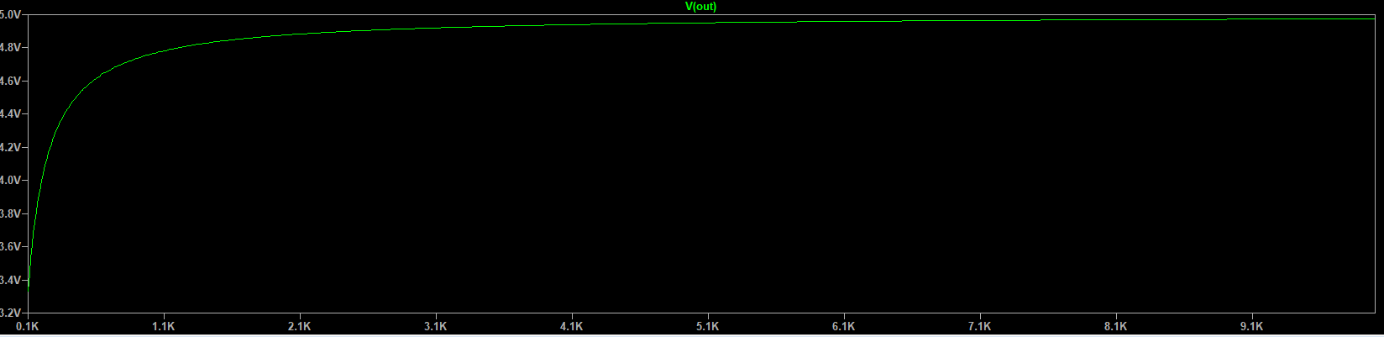 V(out)
5.0V
4.8V
4.6V
4.4V
4.2V
4.0V
3.8V
3.6V
3.4V
3.2V
0.1K 1.1K 2.1K 3.1K 4.1K 5.1K 6.1K 7.1K 8.1K 9.1K